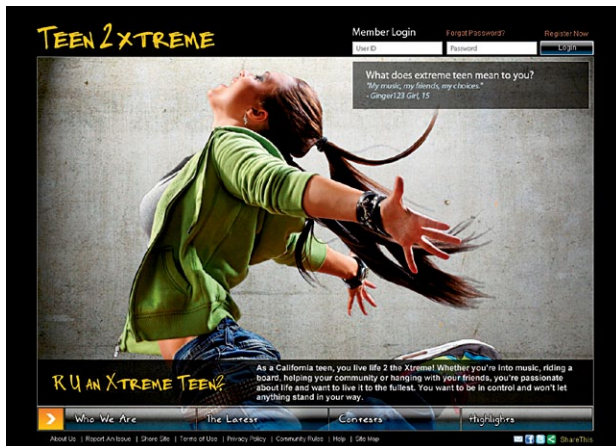 TEEN 2XTREME
Member Login
Forgot Password?
Register Now
User ID
Password
Login
What does extreme teen mean to you?
"My music, my friends, my choices."
- Ginger123 Girl, 15
R U AN XTREME TEEN?
As a California teen, you live life 2 the Xtreme! Whether you're into music, riding a
board, helping your community or hanging with your friends, you're passionate
about life and want to live it to the fullest. You want to be in control and won't let
anything stand in your way.
Who We Are
The Latest
Contests
Highlights
About Us | Report An Issue | Share Site | Terms of Use | Privacy Policy | Community Rules | Help | Site Map
ShareThis